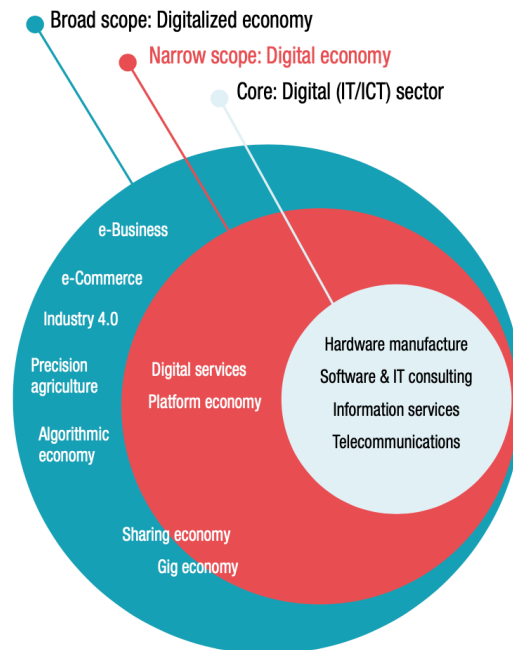 Broad scope: Digitalized economy
Narrow scope: Digital economy
Core: Digital (IT/ICT) sector
e-Business
e-Commerce
Industry 4.0
Precision
agriculture
Algorithmic
economy
Digital services
Platform economy
Sharing economy
Gig economy
Hardware manufacture
Software & IT consulting
Information services
Telecommunications